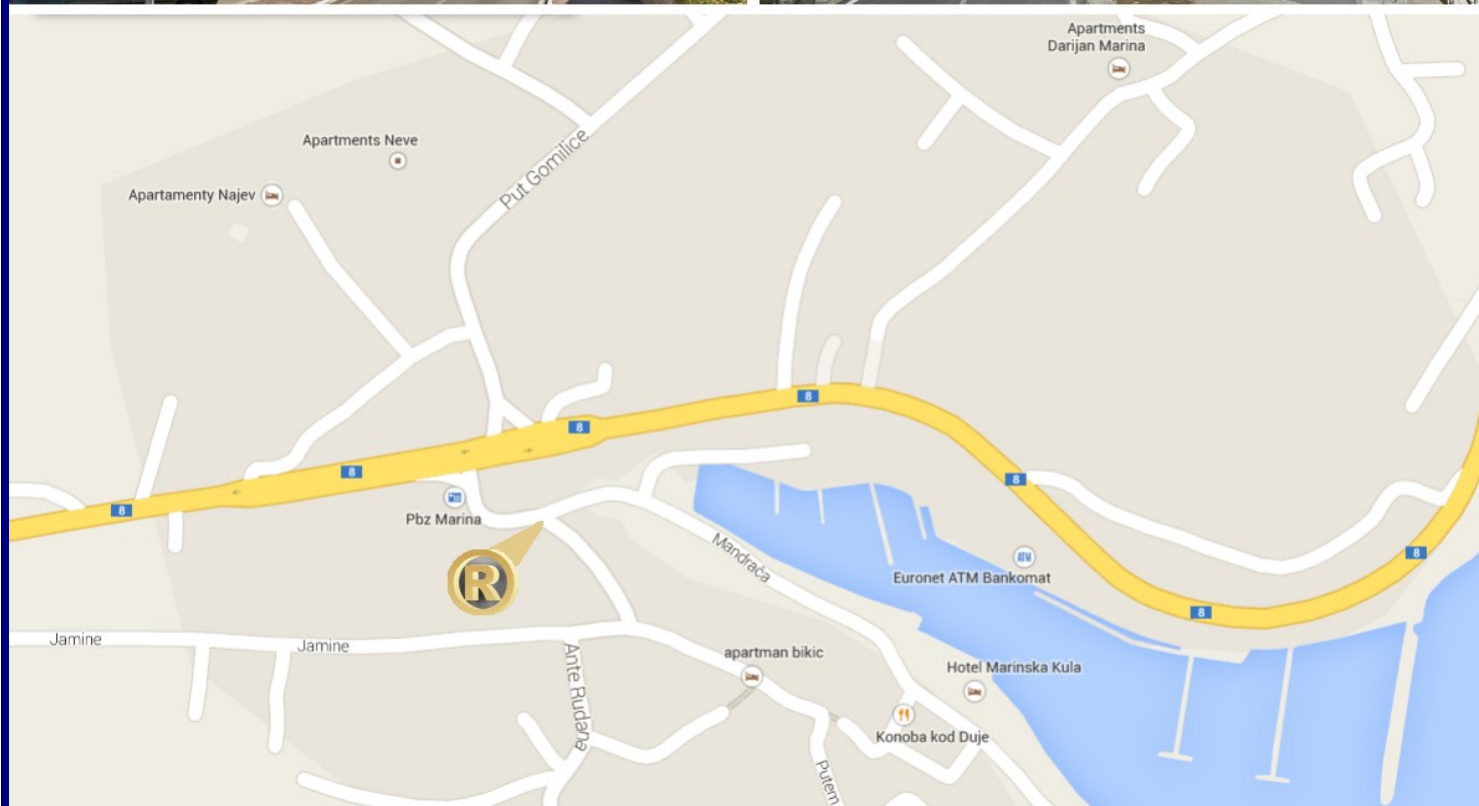 Apartments
Darijan Marina
Apartments Neve
Put Gomilice
Apartamenty Najev
8
8
8
8
8
Pbz Marina
Mandrača
ATM
Euronet ATM Bankomat
8
R
8
Jamine
Jamine
Ante Rudana
apartman bikic
Hotel Marinska Kula
Konoba kod Duje
Putem